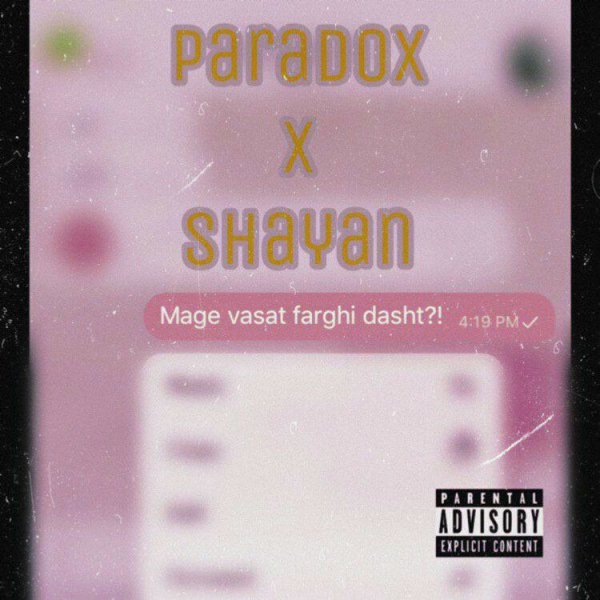 Paradox
X
Shayan
Mage vasat farghi dasht?! 4:19 PM
PARENTAL
ADVISORY
EXPLICIT CONTENT